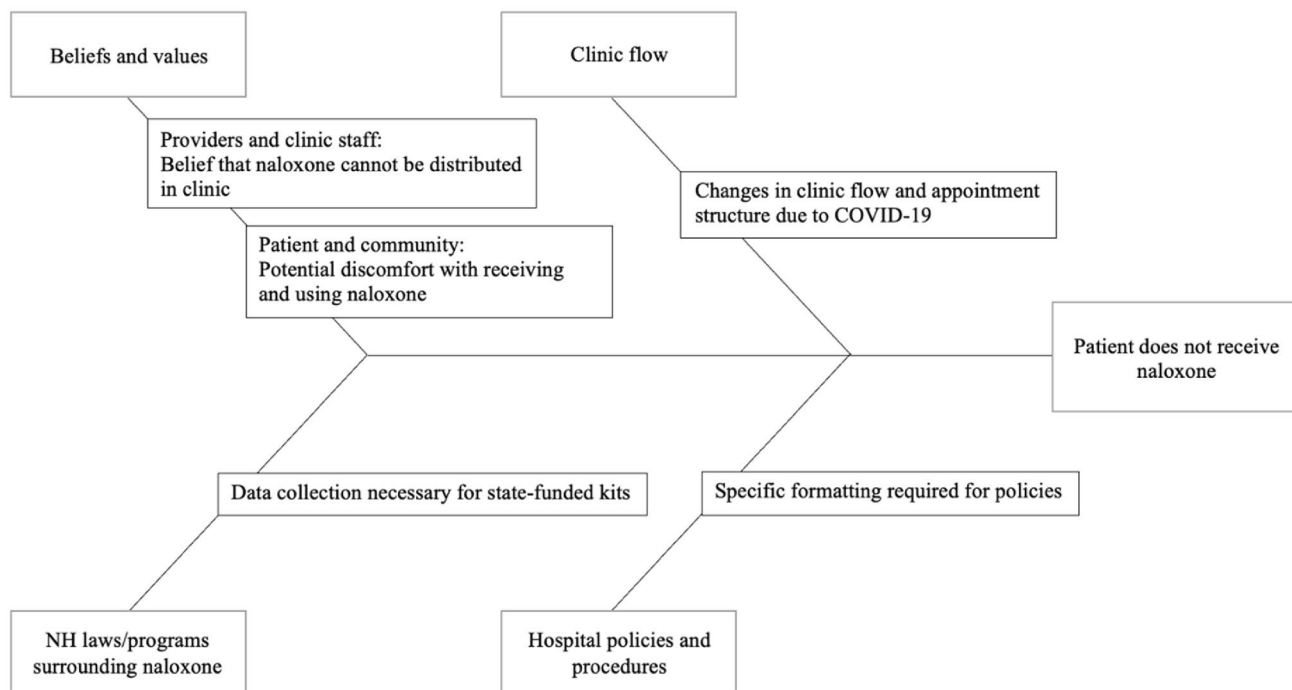 Beliefs and values
Clinic flow
Providers and clinic staff:
Belief that naloxone cannot be distributed
in clinic
Changes in clinic flow and appointment
structure due to COVID-19
Patient and community:
Potential discomfort with receiving
and using naloxone
Patient does not receive
naloxone
Data collection necessary for state-funded kits
Specific formatting required for policies
NH laws/programs
surrounding naloxone
Hospital policies and
procedures